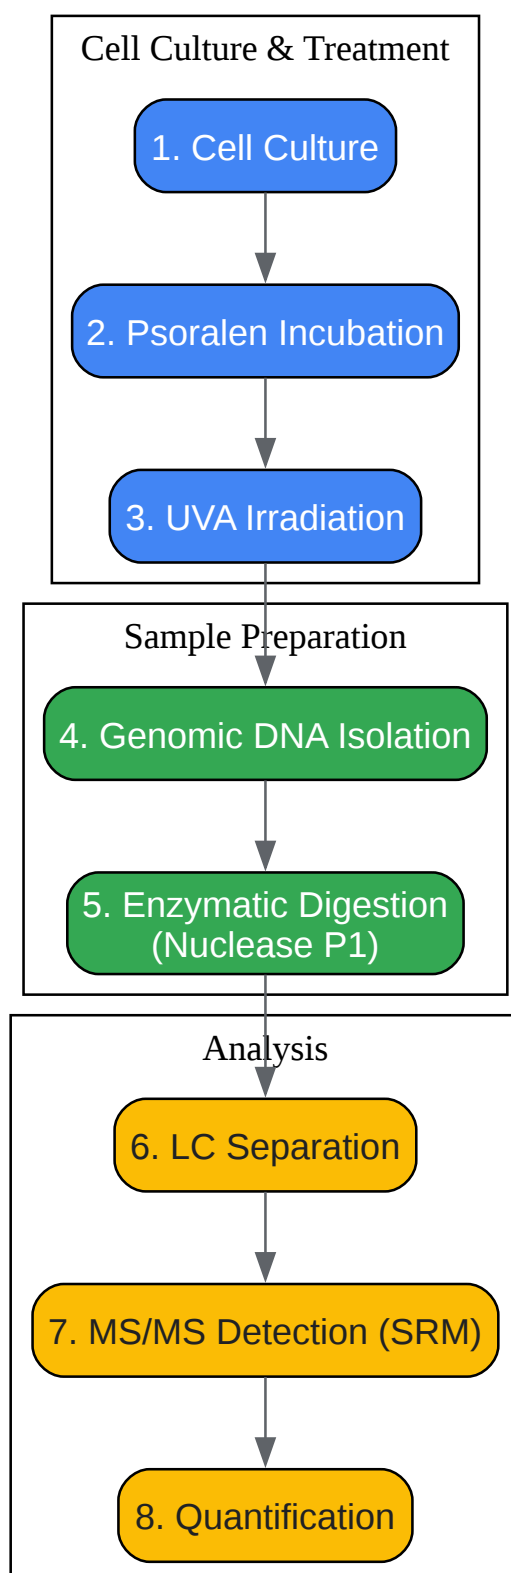 Cell Culture & Treatment
1. Cell Culture
2. Psoralen Incubation
3. UVA Irradiation
Sample Preparation
4. Genomic DNA Isolation
5. Enzymatic Digestion
(Nuclease P1)
Analysis
6. LC Separation
7. MS/MS Detection (SRM)
8. Quantification